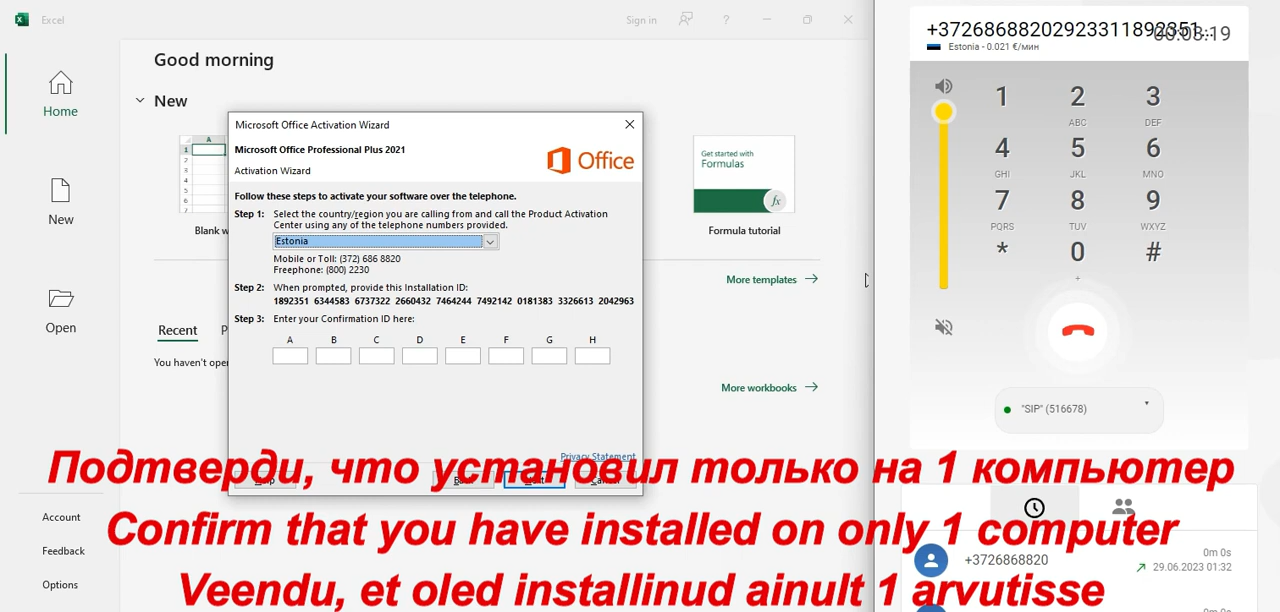 Excel
Sign in
?
Good morning
New
Home
New
Open
A
1
Blank w
Recent
P
You haven't oper
Get started with
Formulas
fx
Formula tutorial
More templates
More workbooks
Account
Feedback
Options
Microsoft Office Activation Wizard
Microsoft Office Professional Plus 2021
Office
Activation Wizard
Follow these steps to activate your software over the telephone.
Step 1: Select the country/region you are calling from and call the Product Activation
Center using any of the telephone numbers provided.
Estonia
Mobile or Toll: (372) 686 8820
Freephone: (800) 2230
Step 2: When prompted, provide this Installation ID:
1892351 6344583 6737322 2660432 7464244 7492142 0181383 3326613 2042963
Step 3: Enter your Confirmation ID here:
A B C D E F G H
Privacy Statement
+37268688202923311892351...
00:03:19
Estonia - 0.021 €/мин
1 2 3
ABC DEF
4 5 6
GHI JKL MNO
7 8 9
PQRS TUV WXYZ
* 0 #
+
"SIP" (516678)
+3726868820
0m 0s
29.06.2023 01:32
Подтверди, что установил только на 1 компьютер
Confirm that you have installed on only 1 computer
Veendu, et oled installinud ainult 1 arvutisse